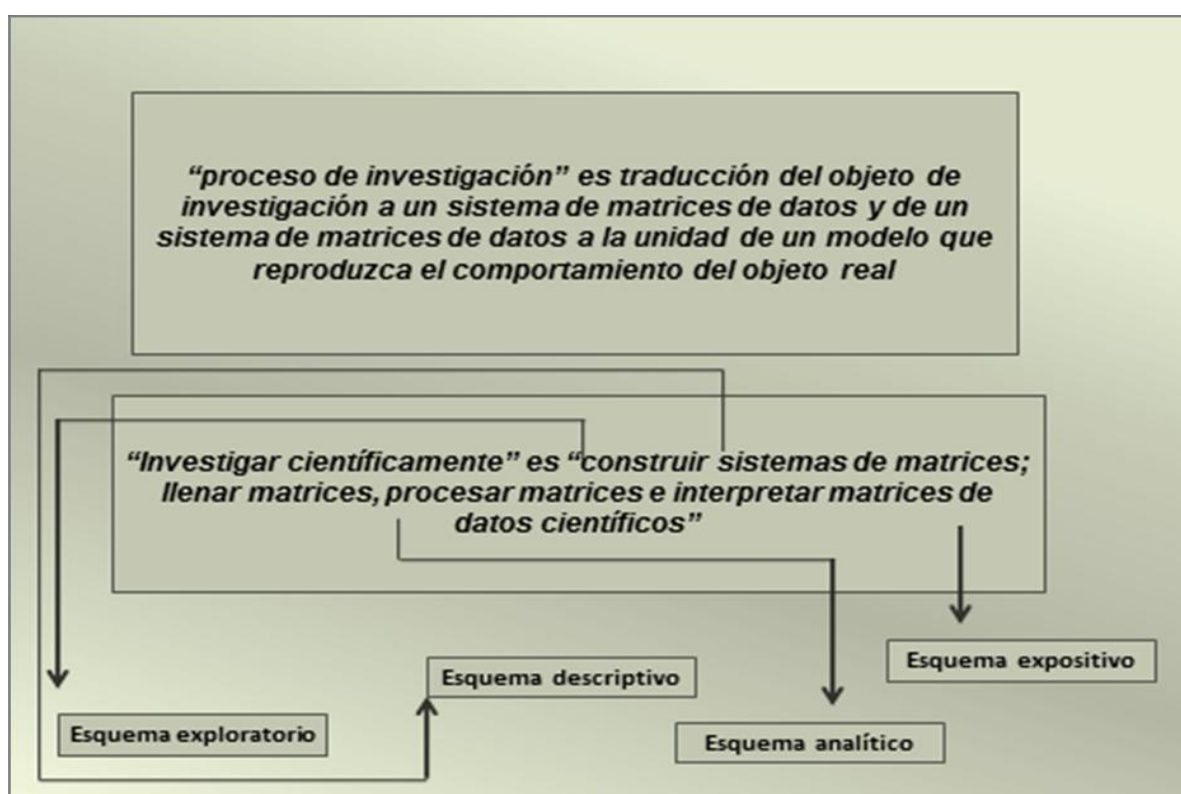 “proceso de investigación” es traducción del objeto de
investigación a un sistema de matrices de datos y de un
sistema de matrices de datos a la unidad de un modelo que
reproduzca el comportamiento del objeto real
“Investigar científicamente” es “construir sistemas de matrices;
llenar matrices, procesar matrices e interpretar matrices de
datos científicos”
Esquema expositivo
Esquema descriptivo
Esquema exploratorio
Esquema analítico